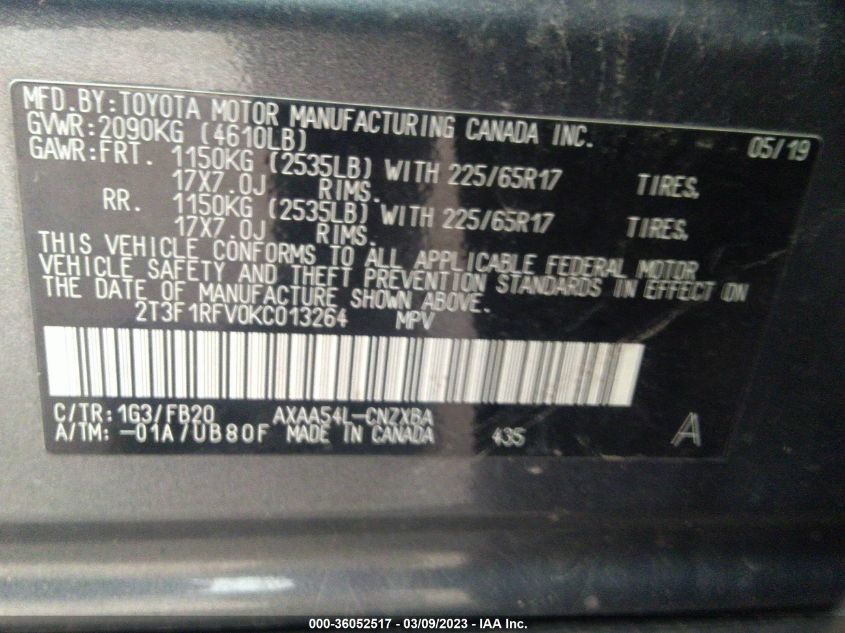 MFD.BY:TOYOTA MOTOR MANUFACTURING CANADA INC.
GVWR:2090KG (4610LB) 05/19
GAWR:FRT. 1150KG (2535LB) WITH 225/65R17 TIRES,
17X7.0J RIMS.
RR. 1150KG (2535LB) WITH 225/65R17 TIRES,
17X7.0J RIMS.
THIS VEHICLE CONFORMS TO ALL APPLICABLE FEDERAL MOTOR
VEHICLE SAFETY AND THEFT PREVENTION STANDARDS IN EFFECT ON
THE DATE OF MANUFACTURE SHOWN ABOVE.
2T3F1RFV0KC013264 MPV
C/TR:1G3/FB20 AXAA54L-CNZXBA
A/TM:-01A/UB80F MADE IN CANADA 435 A
000-36052517 - 03/09/2023 - IAA Inc.